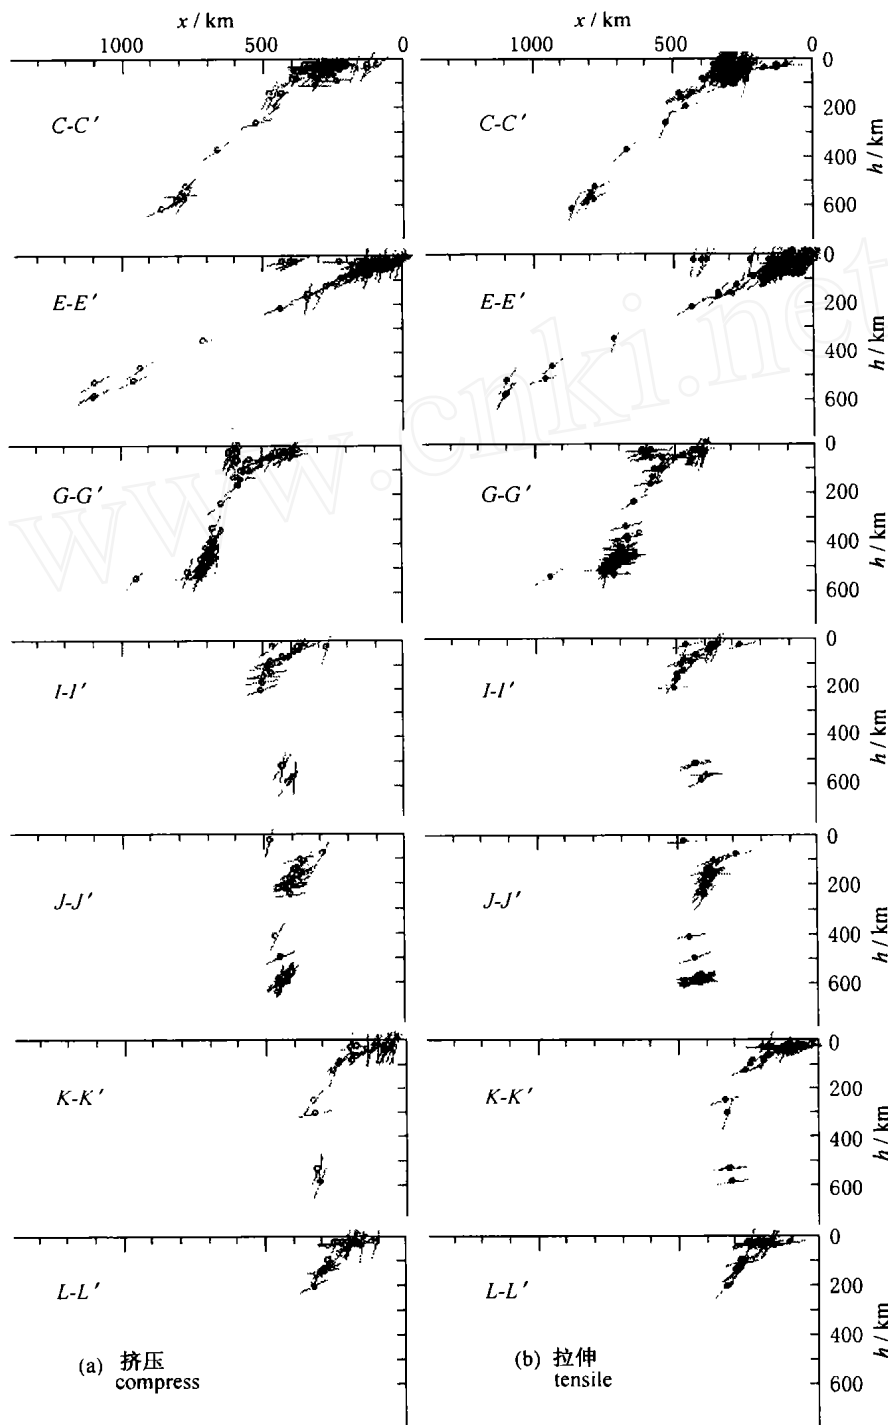 x / km
x / km
1000 500 0
1000 500 0
C-C′
C-C′
0
200
400
600
h / km
E-E′
E-E′
0
200
400
600
h / km
G-G′
G-G′
0
200
400
600
h / km
I-I′
I-I′
0
200
400
600
h / km
J-J′
J-J′
0
200
400
600
h / km
K-K′
K-K′
0
200
400
600
h / km
L-L′
L-L′
0
200
400
600
h / km
(a) 挤压
compress
(b) 拉伸
tensile
www.cnki.net